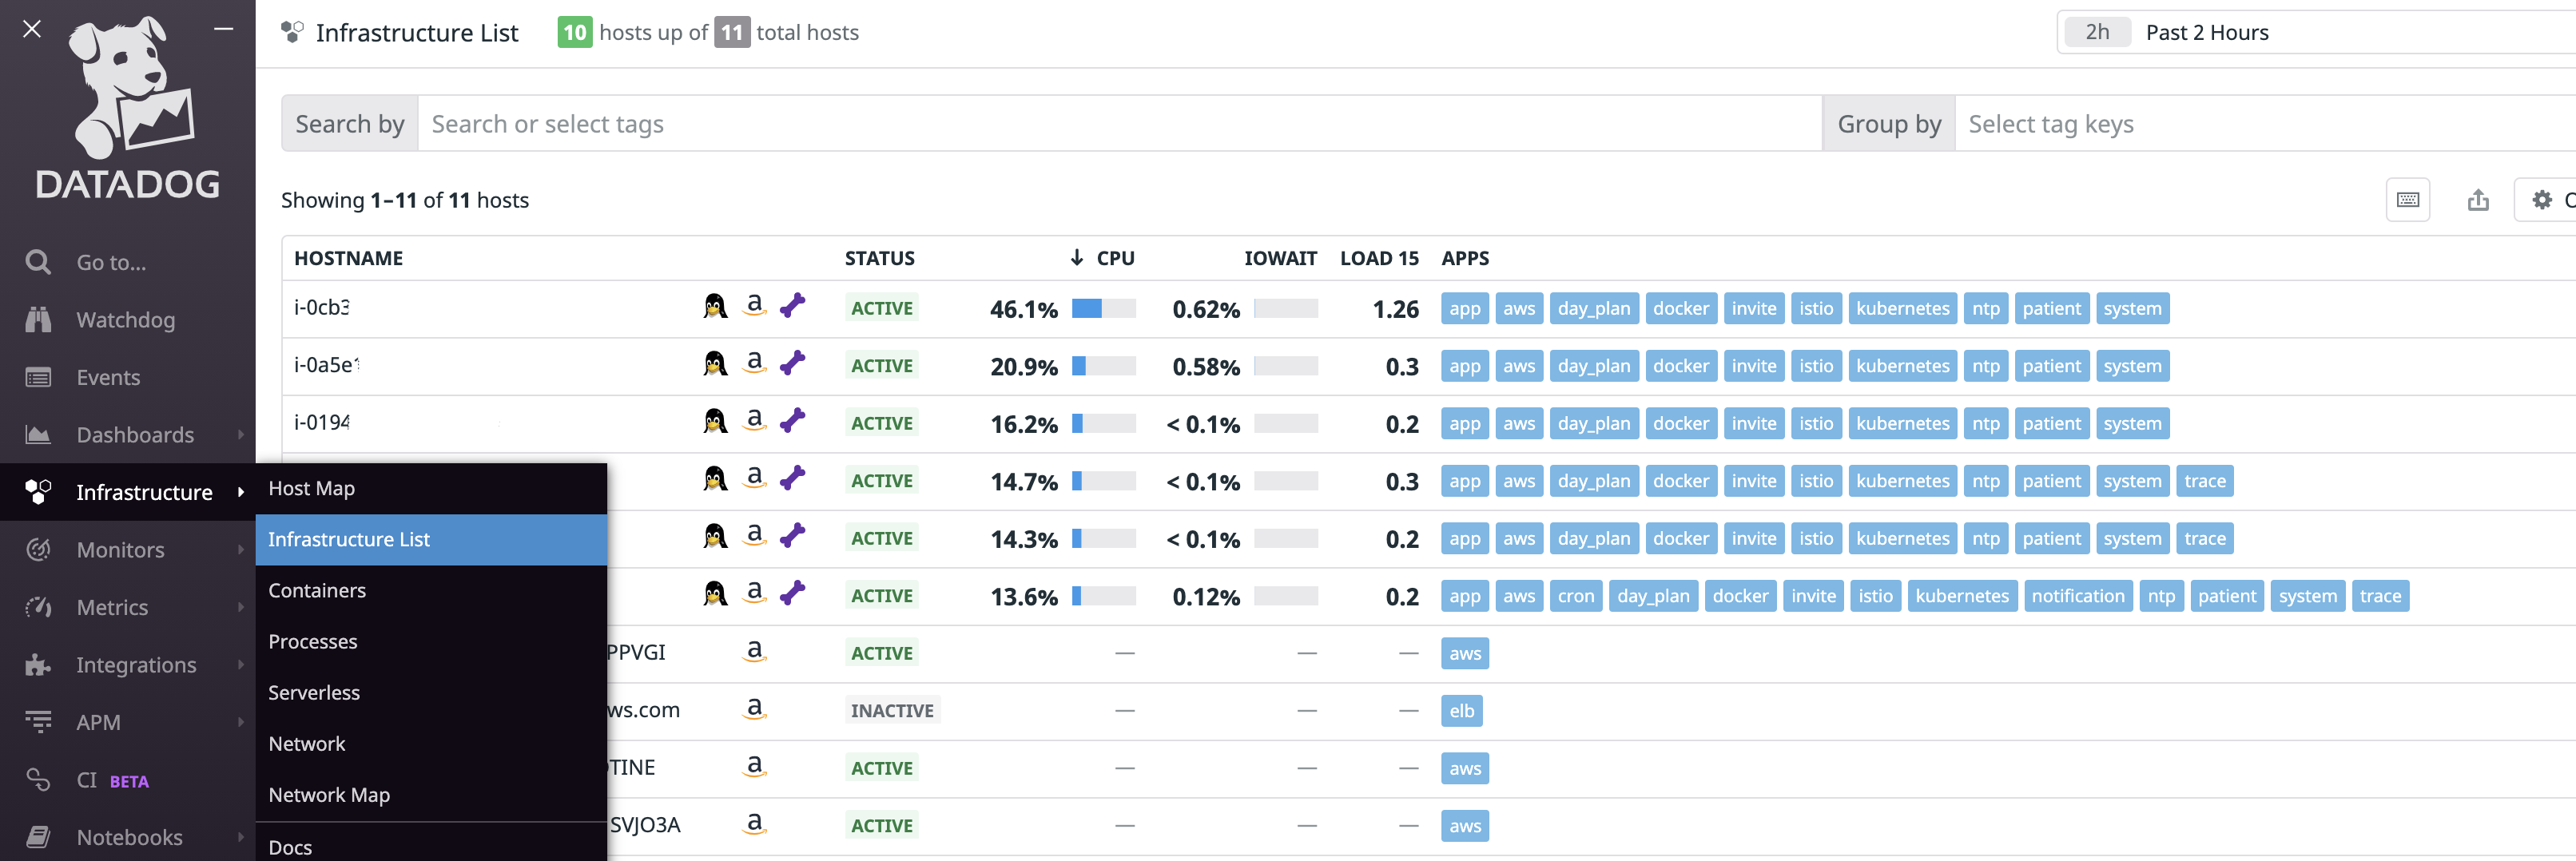 Infrastructure List 10 hosts up of 11 total hosts 2h Past 2 Hours
DATADOG
Search by Search or select tags Group by Select tag keys
Showing 1–11 of 11 hosts
HOSTNAME STATUS CPU IOWAIT LOAD 15 APPS
i-0cb3 ACTIVE 46.1% 0.62% 1.26 app aws day_plan docker invite istio kubernetes ntp patient system
i-0a5e ACTIVE 20.9% 0.58% 0.3 app aws day_plan docker invite istio kubernetes ntp patient system
i-0194 ACTIVE 16.2% < 0.1% 0.2 app aws day_plan docker invite istio kubernetes ntp patient system
ACTIVE 14.7% < 0.1% 0.3 app aws day_plan docker invite istio kubernetes ntp patient system trace
ACTIVE 14.3% < 0.1% 0.2 app aws day_plan docker invite istio kubernetes ntp patient system trace
ACTIVE 13.6% 0.12% 0.2 app aws cron day_plan docker invite istio kubernetes notification ntp patient system trace
PPVGI ACTIVE — — — aws
ws.com INACTIVE — — — elb
TINE ACTIVE — — — aws
SVJO3A ACTIVE — — — aws
Go to...
Watchdog
Events
Dashboards
Infrastructure
Monitors
Metrics
Integrations
APM
CI BETA
Notebooks
Host Map
Infrastructure List
Containers
Processes
Serverless
Network
Network Map
Docs